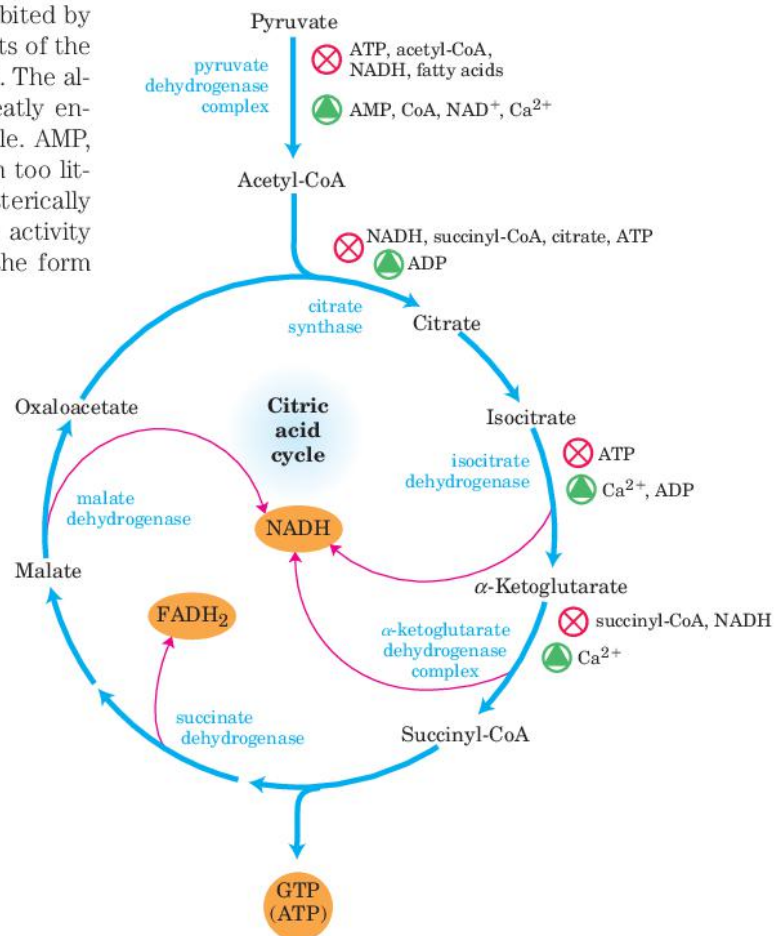 bited by
ts of the
. The al-
eatly en-
le. AMP,
n too lit-
sterically
activity
he form
Pyruvate
pyruvate
dehydrogenase
complex
ATP, acetyl-CoA,
NADH, fatty acids
AMP, CoA, NAD⁺, Ca²⁺
Acetyl-CoA
NADH, succinyl-CoA, citrate, ATP
ADP
citrate
synthase
Citrate
Oxaloacetate
Citric
acid
cycle
Isocitrate
isocitrate
dehydrogenase
ATP
Ca²⁺, ADP
malate
dehydrogenase
NADH
Malate
α-Ketoglutarate
FADH₂
α-ketoglutarate
dehydrogenase
complex
succinyl-CoA, NADH
Ca²⁺
succinate
dehydrogenase
Succinyl-CoA
GTP
(ATP)